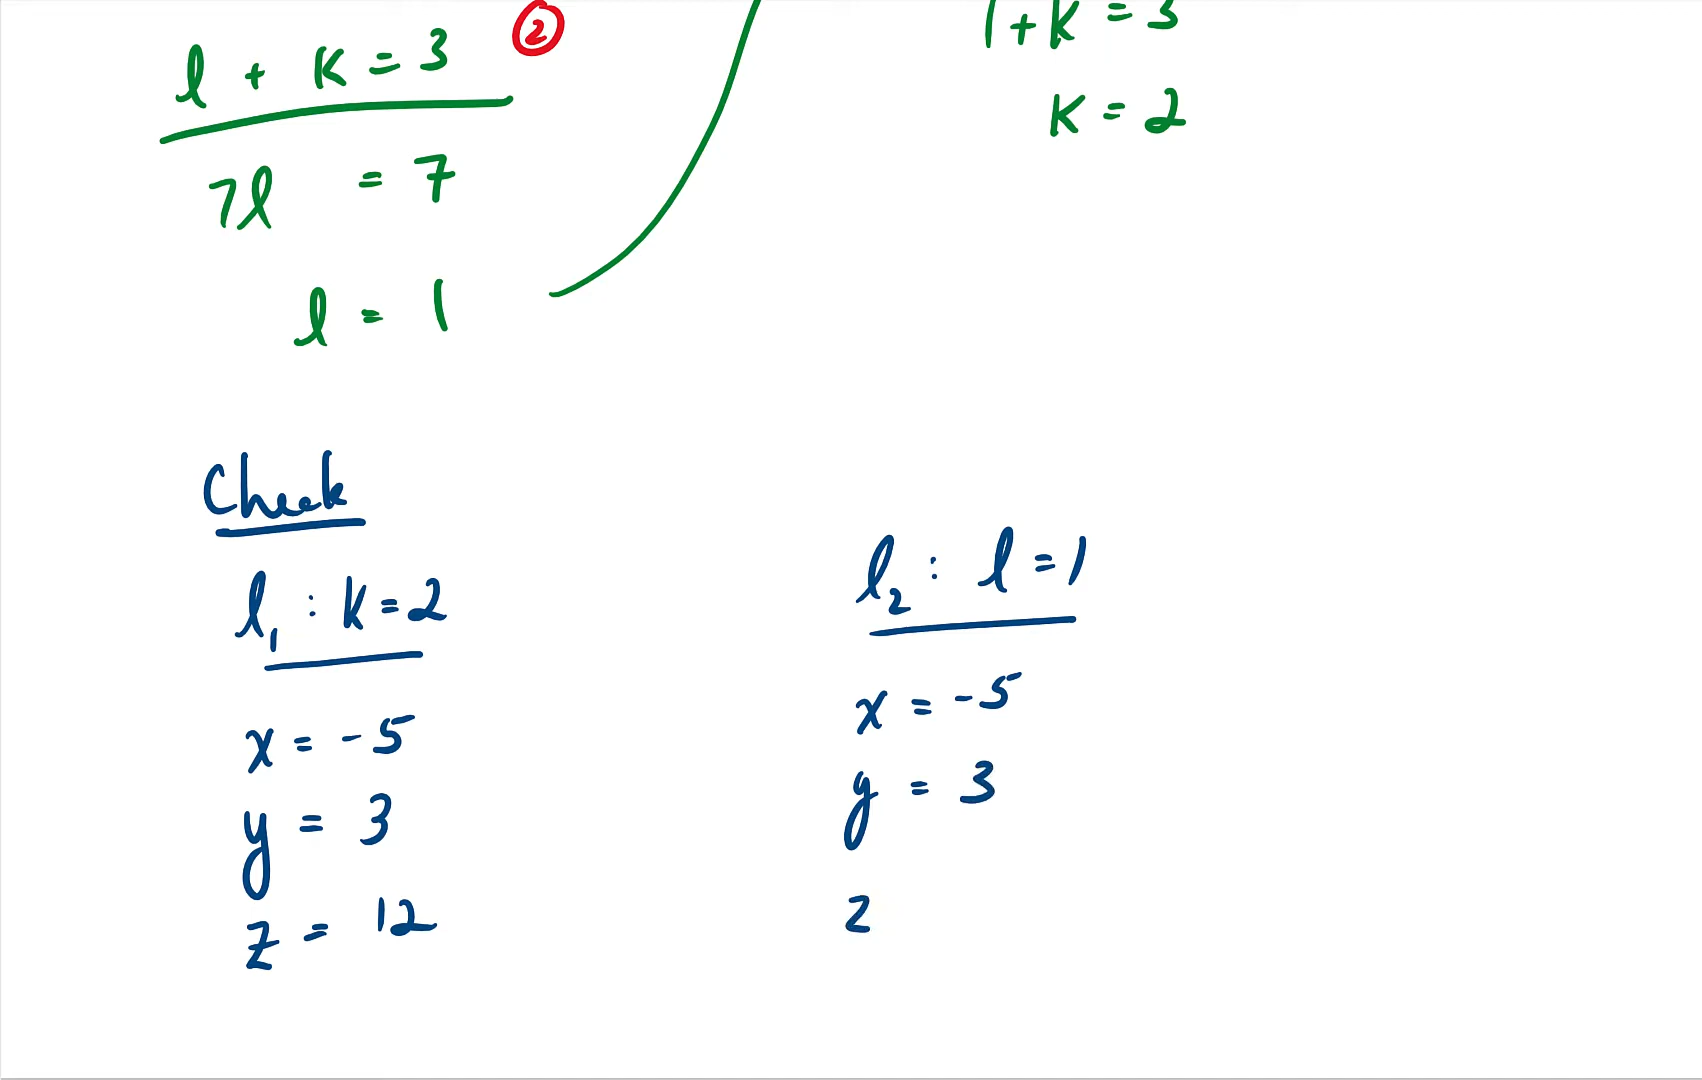 l + k = 3 ②
7l = 7
l = 1
1 + k = 3
k = 2
Check
l₁ : k = 2
x = -5
y = 3
z = 12
l₂ : l = 1
x = -5
y = 3
z